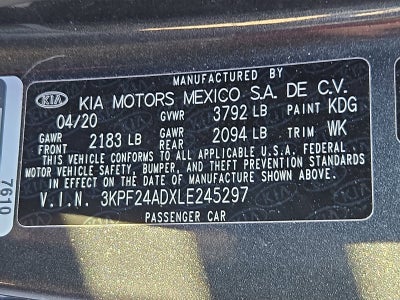 MANUFACTURED BY
KIA KIA MOTORS MEXICO S.A. DE C.V.
04/20 GVWR 3792 LB PAINT KDG
GAWR FRONT 2183 LB GAWR REAR 2094 LB TRIM WK
THIS VEHICLE CONFORMS TO ALL APPLICABLE U.S.A. FEDERAL
MOTOR VEHICLE SAFETY, BUMPER, AND THEFT PREVENTION STANDARDS
IN EFFECT ON THE DATE OF MANUFACTURE SHOWN ABOVE.
V.I.N. 3KPF24ADXLE245297
PASSENGER CAR
7610